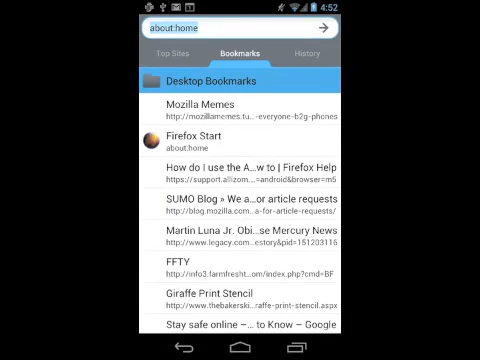 4:52
about:home
Top Sites
Bookmarks
History
Desktop Bookmarks
Mozilla Memes
http://mozillamemes.tu…-everyone-b2g-phones
Firefox Start
about:home
How do I use the A…w to | Firefox Help
https://support.allizom.…=android&browser=m5
SUMO Blog » We a…or article requests
http://blog.mozilla.com…a-for-article-requests/
Martin Luna Jr. Obi…se Mercury News
http://www.legacy.com…estory&pid=151203116
FFTY
http://info3.farmfresht…om/index.php?cmd=BF
Giraffe Print Stencil
http://www.thebakerski…raffe-print-stencil.aspx
Stay safe online –… to Know – Google